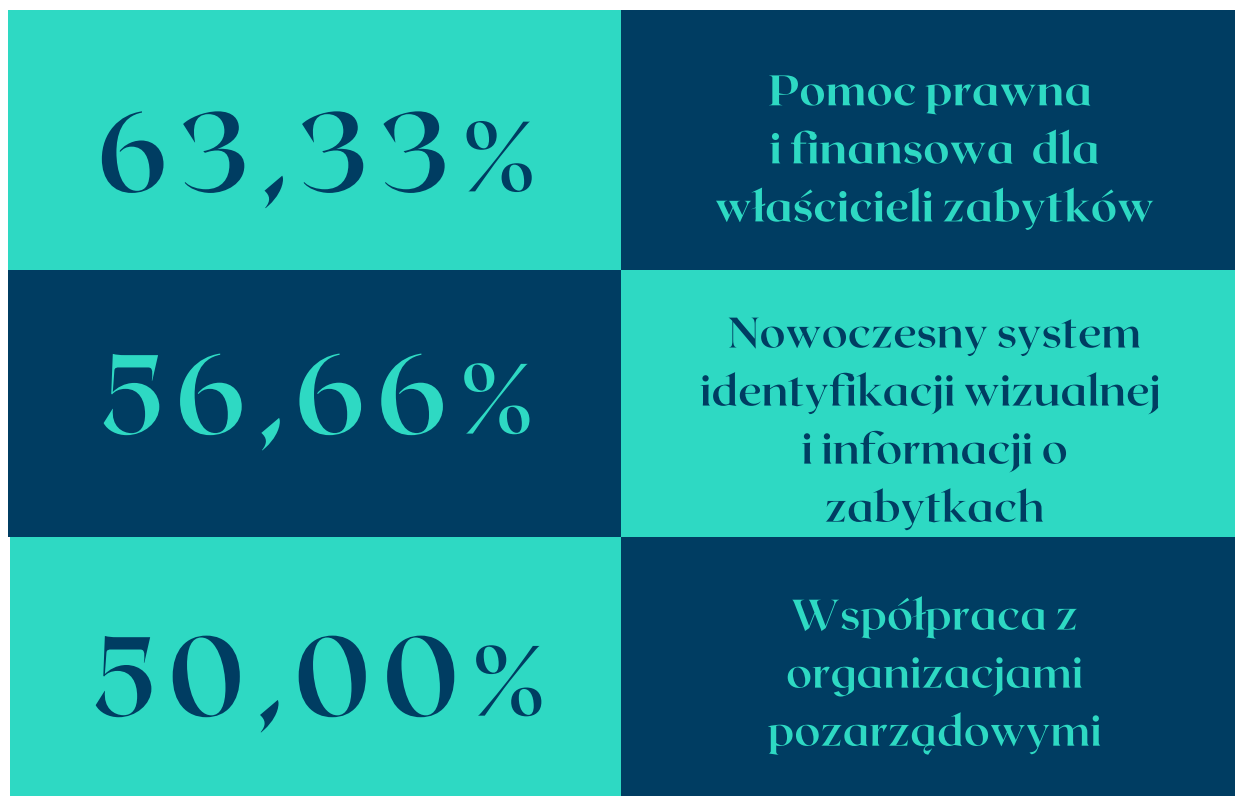 63,33%
Pomoc prawna
i finansowa dla
właścicieli zabytków
56,66%
Nowoczesny system
identyfikacji wizualnej
i informacji o
zabytkach
50,00%
Współpraca z
organizacjami
pozarządowymi